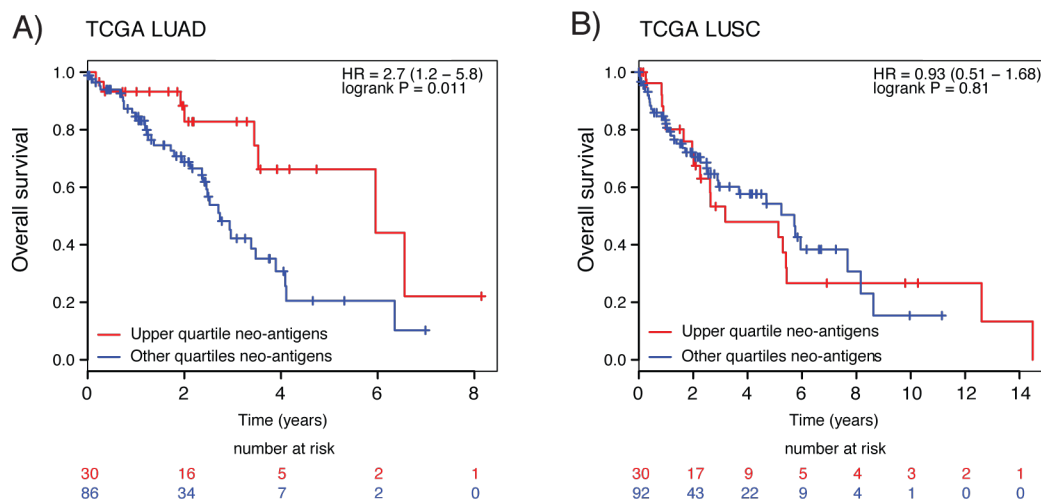 A) TCGA LUAD
HR = 2.7 (1.2 – 5.8)
logrank P = 0.011
Overall survival
1.0
0.8
0.6
0.4
0.2
0.0
Upper quartile neo-antigens
Other quartiles neo-antigens
0 2 4 6 8
Time (years)
number at risk
30 16 5 2 1
86 34 7 2 0
B) TCGA LUSC
HR = 0.93 (0.51 – 1.68)
logrank P = 0.81
Overall survival
1.0
0.8
0.6
0.4
0.2
0.0
Upper quartile neo-antigens
Other quartiles neo-antigens
0 2 4 6 8 10 12 14
Time (years)
number at risk
30 17 9 5 4 3 2 1
92 43 22 9 4 1 0 0